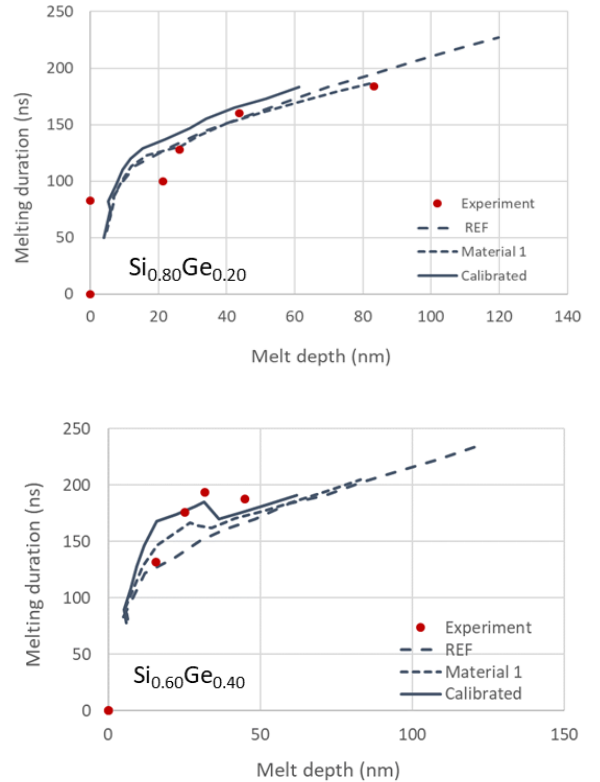 250
200
150
100
50
0
Melting duration (ns)
Experiment
REF
Material 1
Calibrated
Si0.80Ge0.20
0 20 40 60 80 100 120 140
Melt depth (nm)
250
200
150
100
50
0
Melting duration (ns)
Experiment
REF
Material 1
Calibrated
Si0.60Ge0.40
0 50 100 150
Melt depth (nm)